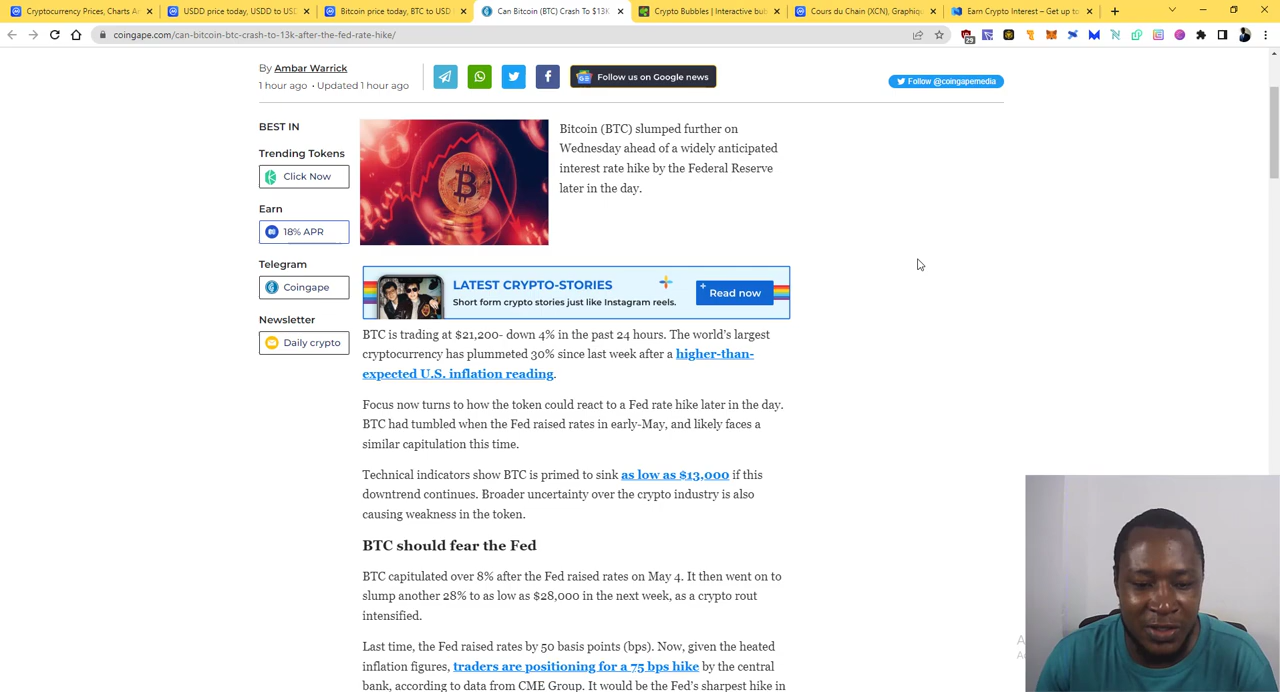 Cryptocurrency Prices, Charts A
USDD price today, USDD to USD
Bitcoin price today, BTC to USD
Can Bitcoin (BTC) Crash To $13K
Crypto Bubbles | Interactive bub
Cours du Chain (XCN), Graphiqu
Earn Crypto Interest – Get up to
coingape.com/can-bitcoin-btc-crash-to-13k-after-the-fed-rate-hike/
29
By Ambar Warrick
1 hour ago • Updated 1 hour ago
Follow us on Google news
Follow @coingapemedia
BEST IN
Trending Tokens
Click Now
Earn
18% APR
Telegram
Coingape
Newsletter
Daily crypto
Bitcoin (BTC) slumped further on
Wednesday ahead of a widely anticipated
interest rate hike by the Federal Reserve
later in the day.
LATEST CRYPTO-STORIES
Short form crypto stories just like Instagram reels.
Read now
BTC is trading at $21,200- down 4% in the past 24 hours. The world's largest
cryptocurrency has plummeted 30% since last week after a higher-than-
expected U.S. inflation reading.
Focus now turns to how the token could react to a Fed rate hike later in the day.
BTC had tumbled when the Fed raised rates in early-May, and likely faces a
similar capitulation this time.
Technical indicators show BTC is primed to sink as low as $13,000 if this
downtrend continues. Broader uncertainty over the crypto industry is also
causing weakness in the token.
BTC should fear the Fed
BTC capitulated over 8% after the Fed raised rates on May 4. It then went on to
slump another 28% to as low as $28,000 in the next week, as a crypto rout
intensified.
Last time, the Fed raised rates by 50 basis points (bps). Now, given the heated
inflation figures, traders are positioning for a 75 bps hike by the central
bank, according to data from CME Group. It would be the Fed's sharpest hike in